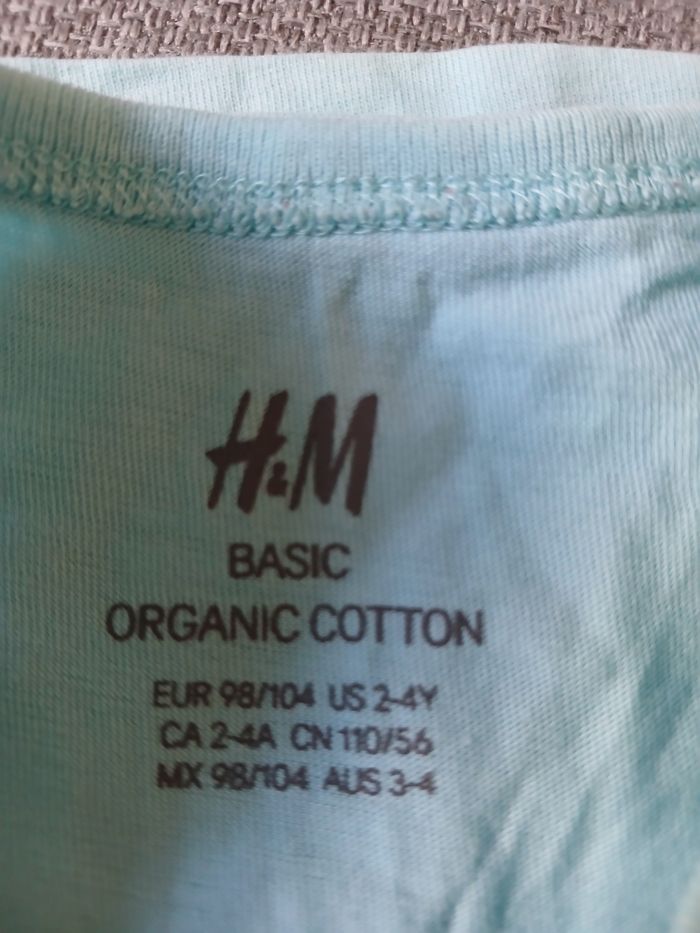 H&M
BASIC
ORGANIC COTTON
EUR 98/104 US 2-4Y
CA 2-4A CN 110/56
MX 98/104 AUS 3-4